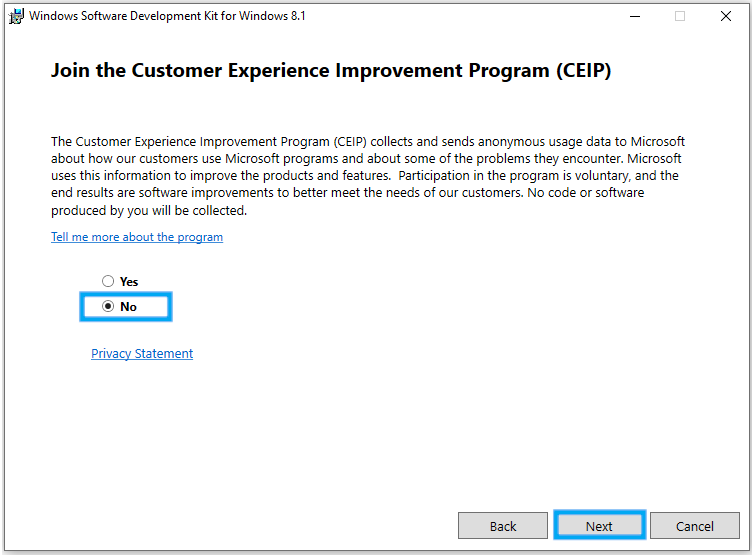 Windows Software Development Kit for Windows 8.1
Join the Customer Experience Improvement Program (CEIP)
The Customer Experience Improvement Program (CEIP) collects and sends anonymous usage data to Microsoft
about how our customers use Microsoft programs and about some of the problems they encounter. Microsoft
uses this information to improve the products and features.  Participation in the program is voluntary, and the
end results are software improvements to better meet the needs of our customers. No code or software
produced by you will be collected.
Tell me more about the program
Yes
No
Privacy Statement
Back Next Cancel